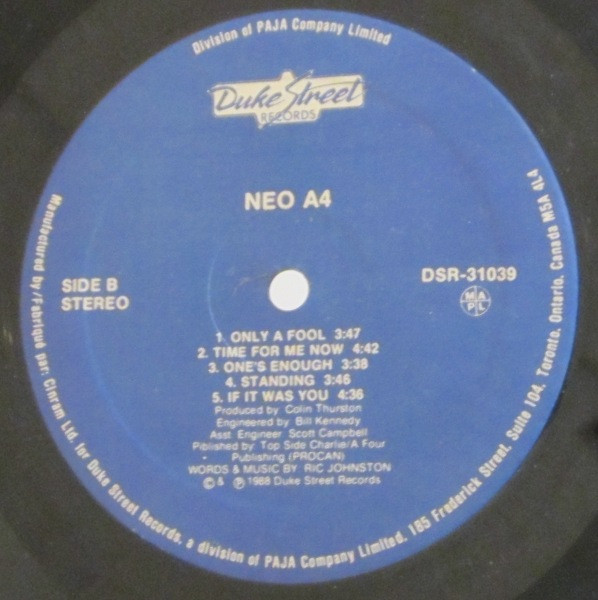 Division of PAJA Company Limited
Duke Street
RECORDS
NEO A4
SIDE B
STEREO
DSR-31039
M A
P L
1. ONLY A FOOL 3:47
2. TIME FOR ME NOW 4:42
3. ONE'S ENOUGH 3:38
4. STANDING 3:46
5. IF IT WAS YOU 4:36
Produced by Colin Thurston
Engineered by Bill Kennedy
Asst. Engineer Scott Campbell
Published by Top Side Charlie/A Four
Publishing (PROCAN)
WORDS & MUSIC BY RIC JOHNSTON
© & ℗ 1988 Duke Street Records
Manufactured by/Fabriqué par: Cinram Ltd. for Duke Street Records, a division of PAJA Company Limited, 185 Frederick Street, Suite 104, Toronto, Ontario, Canada M5A 4L4